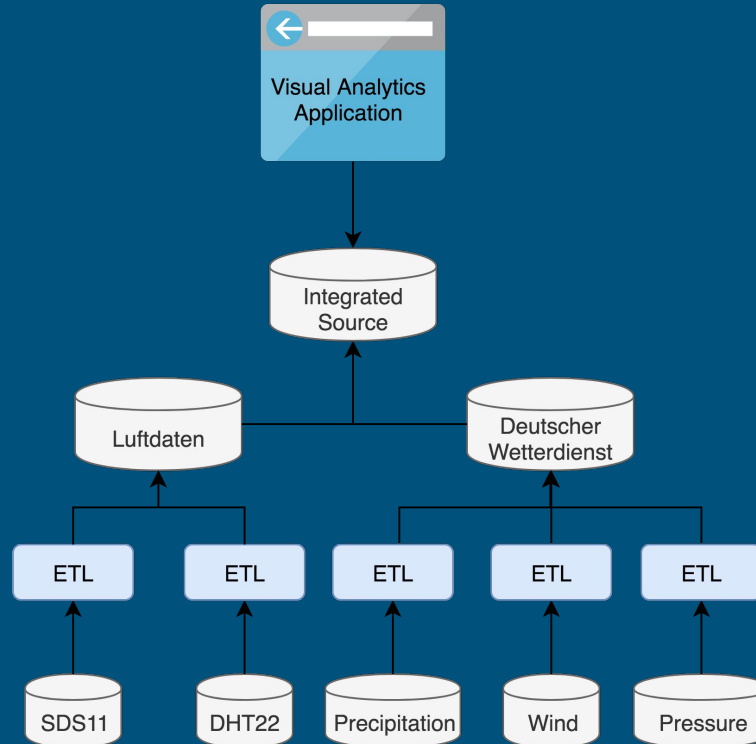 Visual Analytics
Application
Integrated
Source
Luftdaten
Deutscher
Wetterdienst
ETL
ETL
ETL
ETL
ETL
SDS11
DHT22
Precipitation
Wind
Pressure